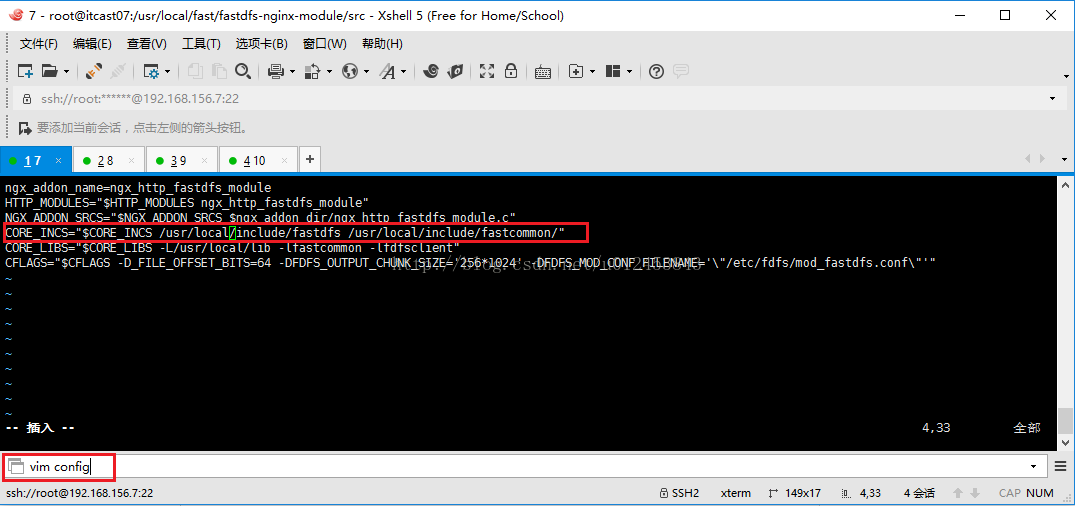 7 - root@itcast07:/usr/local/fast/fastdfs-nginx-module/src - Xshell 5 (Free for Home/School)
文件(F) 编辑(E) 查看(V) 工具(T) 选项卡(B) 窗口(W) 帮助(H)
ssh://root:******@192.168.156.7:22
要添加当前会话，点击左侧的箭头按钮。
1 7 × 2 8 × 3 9 × 4 10 × +
ngx_addon_name=ngx_http_fastdfs_module
HTTP_MODULES="$HTTP_MODULES ngx_http_fastdfs_module"
NGX_ADDON_SRCS="$NGX_ADDON_SRCS $ngx_addon_dir/ngx_http_fastdfs_module.c"
CORE_INCS="$CORE_INCS /usr/local/include/fastdfs /usr/local/include/fastcommon/"
CORE_LIBS="$CORE_LIBS -L/usr/local/lib -lfastcommon -lfdfsclient"
CFLAGS="$CFLAGS -D_FILE_OFFSET_BITS=64 -DFDFS_OUTPUT_CHUNK_SIZE='256*1024' -DFDFS_MOD_CONF_FILENAME='\"/etc/fdfs/mod_fastdfs.conf\"'"
~
~
~
~
~
~
~
~
~
~
-- 插入 -- 4,33 全部
vim config
ssh://root@192.168.156.7:22 SSH2 xterm 149x17 4,33 4 会话 CAP NUM